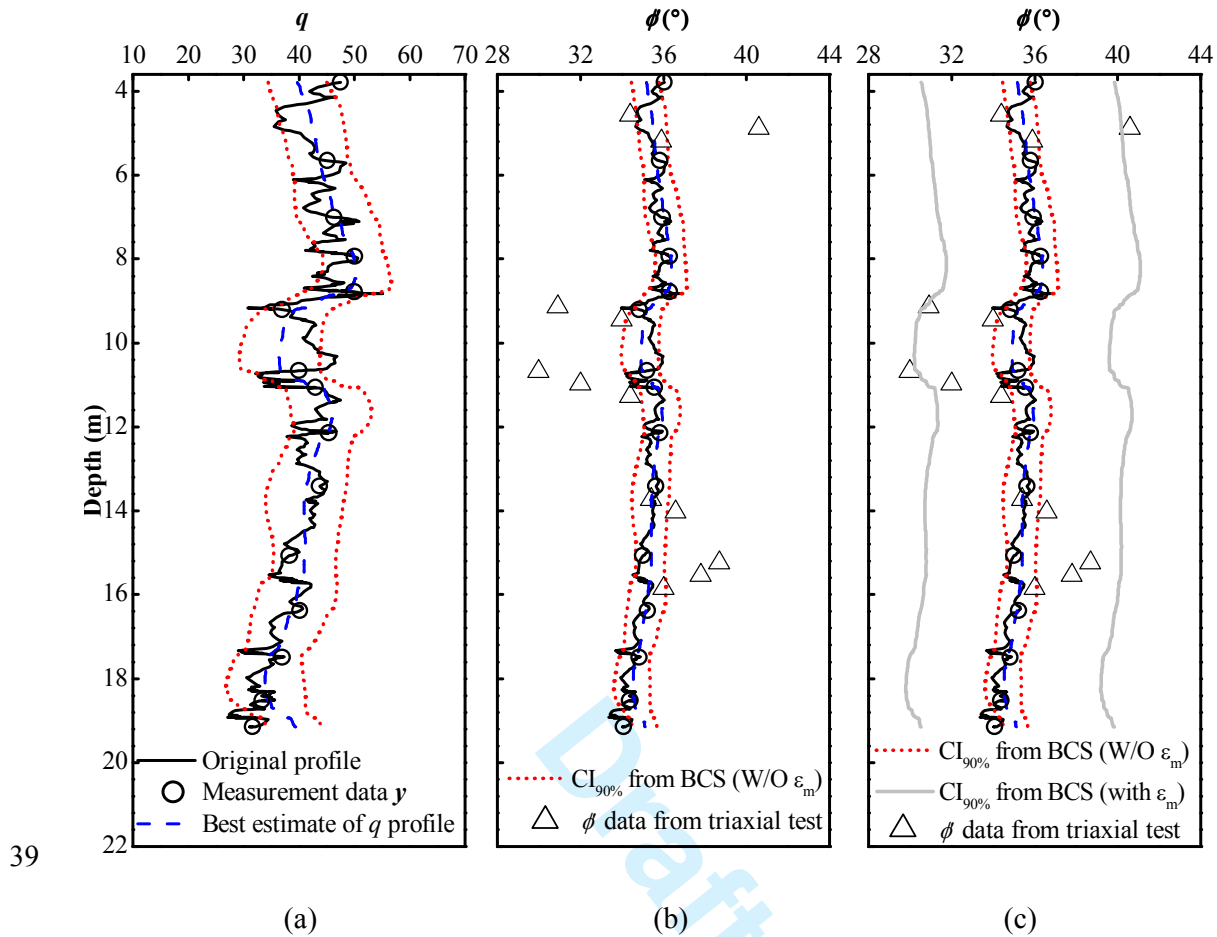 q
ϕ′(°)
ϕ′(°)
10 20 30 40 50 60 70
28 32 36 40 44
28 32 36 40 44
4
6
8
10
12
14
16
18
20
22
Depth (m)
Original profile
Measurement data y
Best estimate of q profile
CI90% from BCS (W/O εm)
ϕ′ data from triaxial test
CI90% from BCS (W/O εm)
CI90% from BCS (with εm)
ϕ′ data from triaxial test
Draft
39
(a) (b) (c)